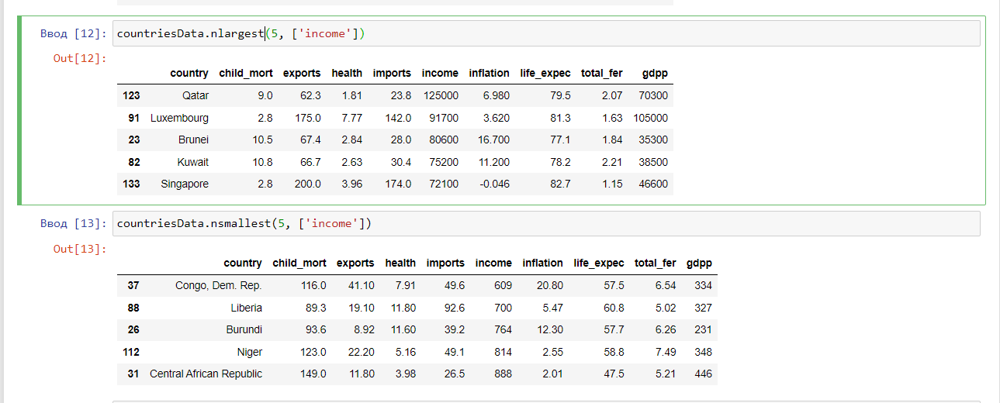 Ввод [12]: countriesData.nlargest(5, ['income'])
Out[12]:
country child_mort exports health imports income inflation life_expec total_fer gdpp
123 Qatar 9.0 62.3 1.81 23.8 125000 6.980 79.5 2.07 70300
91 Luxembourg 2.8 175.0 7.77 142.0 91700 3.620 81.3 1.63 105000
23 Brunei 10.5 67.4 2.84 28.0 80600 16.700 77.1 1.84 35300
82 Kuwait 10.8 66.7 2.63 30.4 75200 11.200 78.2 2.21 38500
133 Singapore 2.8 200.0 3.96 174.0 72100 -0.046 82.7 1.15 46600
Ввод [13]: countriesData.nsmallest(5, ['income'])
Out[13]:
country child_mort exports health imports income inflation life_expec total_fer gdpp
37 Congo, Dem. Rep. 116.0 41.10 7.91 49.6 609 20.80 57.5 6.54 334
88 Liberia 89.3 19.10 11.80 92.6 700 5.47 60.8 5.02 327
26 Burundi 93.6 8.92 11.60 39.2 764 12.30 57.7 6.26 231
112 Niger 123.0 22.20 5.16 49.1 814 2.55 58.8 7.49 348
31 Central African Republic 149.0 11.80 3.98 26.5 888 2.01 47.5 5.21 446